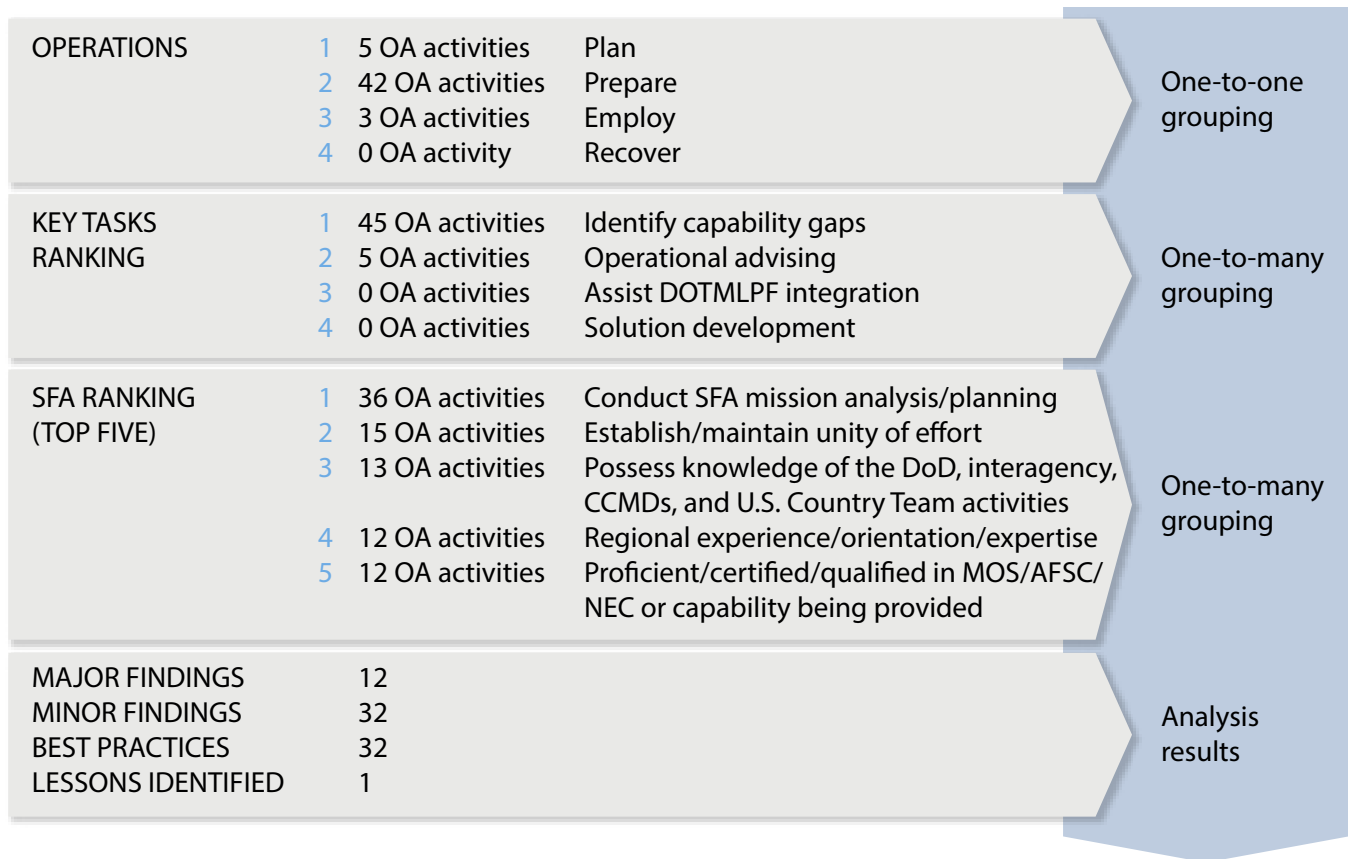 OPERATIONS 1 5 OA activities Plan
2 42 OA activities Prepare
3 3 OA activities Employ
4 0 OA activity Recover
One-to-one
grouping
KEY TASKS 1 45 OA activities Identify capability gaps
RANKING 2 5 OA activities Operational advising
3 0 OA activities Assist DOTMLPF integration
4 0 OA activities Solution development
One-to-many
grouping
SFA RANKING 1 36 OA activities Conduct SFA mission analysis/planning
(TOP FIVE) 2 15 OA activities Establish/maintain unity of effort
3 13 OA activities Possess knowledge of the DoD, interagency,
CCMDs, and U.S. Country Team activities
4 12 OA activities Regional experience/orientation/expertise
5 12 OA activities Proficient/certified/qualified in MOS/AFSC/
NEC or capability being provided
One-to-many
grouping
MAJOR FINDINGS 12
MINOR FINDINGS 32
BEST PRACTICES 32
LESSONS IDENTIFIED 1
Analysis
results